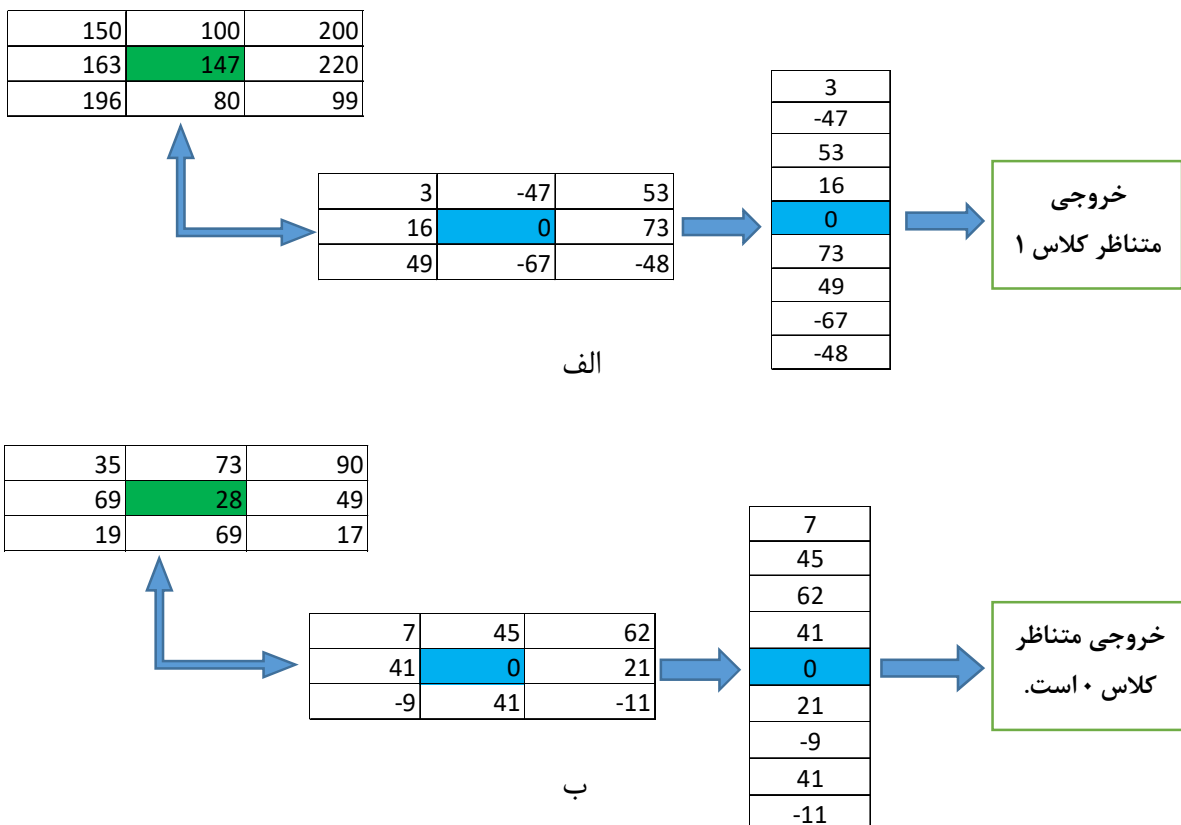 150 100 200
163 147 220
196 80 99
3 -47 53
16 0 73
49 -67 -48
3
-47
53
16
0
73
49
-67
-48
خروجی
متناظر کلاس ۱
الف
35 73 90
69 28 49
19 69 17
7 45 62
41 0 21
-9 41 -11
7
45
62
41
0
21
-9
41
-11
خروجی متناظر
کلاس ۰ است.
ب